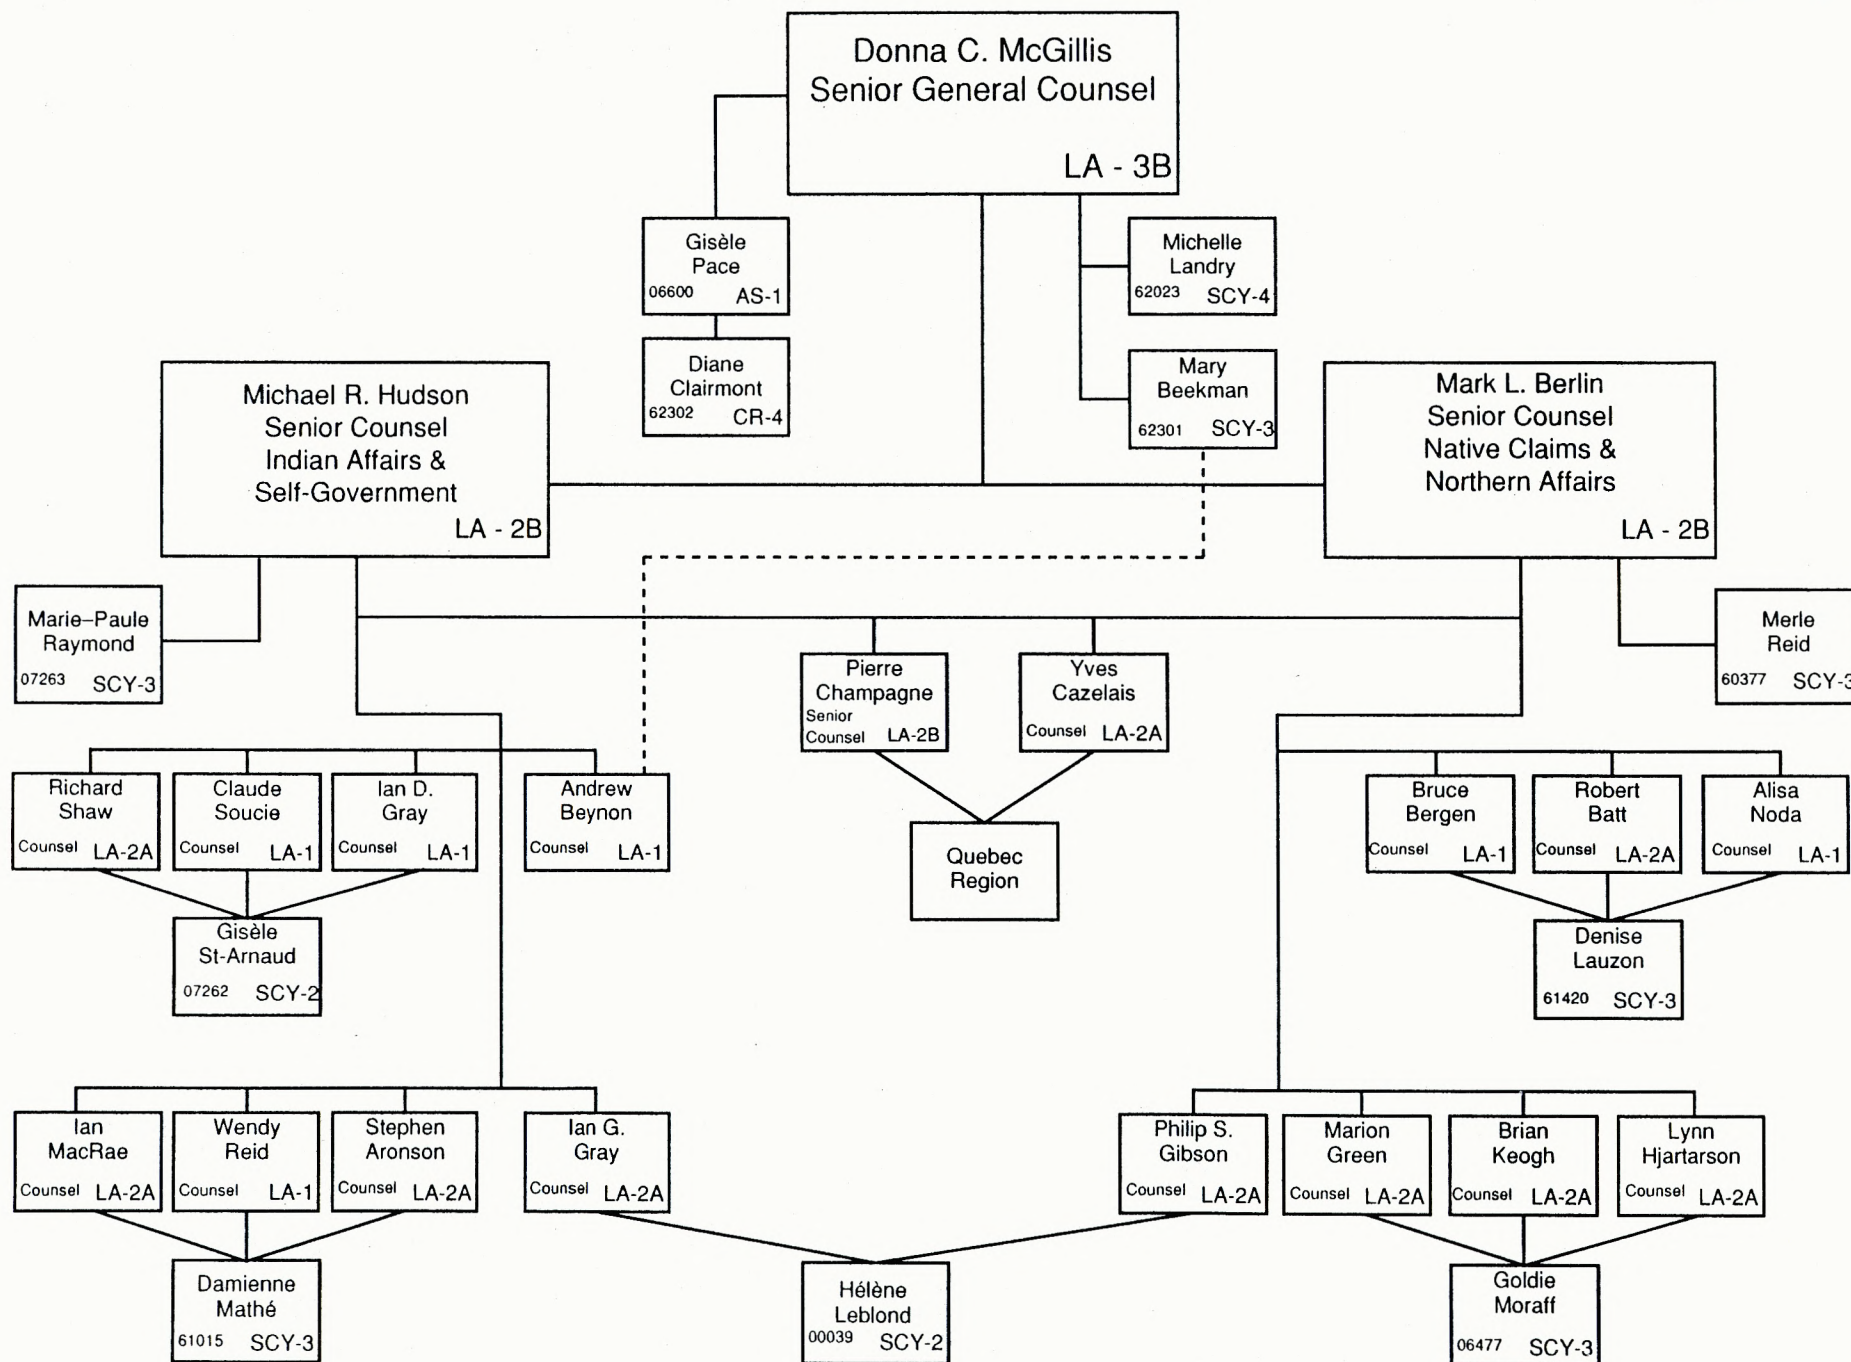 Donna C. McGillis
Senior General Counsel
LA - 3B
Gisèle
Pace
06600 AS-1
Michelle
Landry
62023 SCY-4
Diane
Clairmont
62302 CR-4
Mary
Beekman
62301 SCY-3
Michael R. Hudson
Senior Counsel
Indian Affairs &
Self-Government
LA - 2B
Mark L. Berlin
Senior Counsel
Native Claims &
Northern Affairs
LA - 2B
Marie–Paule
Raymond
07263 SCY-3
Merle
Reid
60377 SCY-3
Pierre
Champagne
Senior
Counsel LA-2B
Yves
Cazelais
Counsel LA-2A
Quebec
Region
Richard
Shaw
Counsel LA-2A
Claude
Soucie
Counsel LA-1
Ian D.
Gray
Counsel LA-1
Andrew
Beynon
Counsel LA-1
Bruce
Bergen
Counsel LA-1
Robert
Batt
Counsel LA-2A
Alisa
Noda
Counsel LA-1
Gisèle
St-Arnaud
07262 SCY-2
Denise
Lauzon
61420 SCY-3
Ian
MacRae
Counsel LA-2A
Wendy
Reid
Counsel LA-1
Stephen
Aronson
Counsel LA-2A
Ian G.
Gray
Counsel LA-2A
Philip S.
Gibson
Counsel LA-2A
Marion
Green
Counsel LA-2A
Brian
Keogh
Counsel LA-2A
Lynn
Hjartarson
Counsel LA-2A
Damienne
Mathé
61015 SCY-3
Hélène
Leblond
00039 SCY-2
Goldie
Moraff
06477 SCY-3